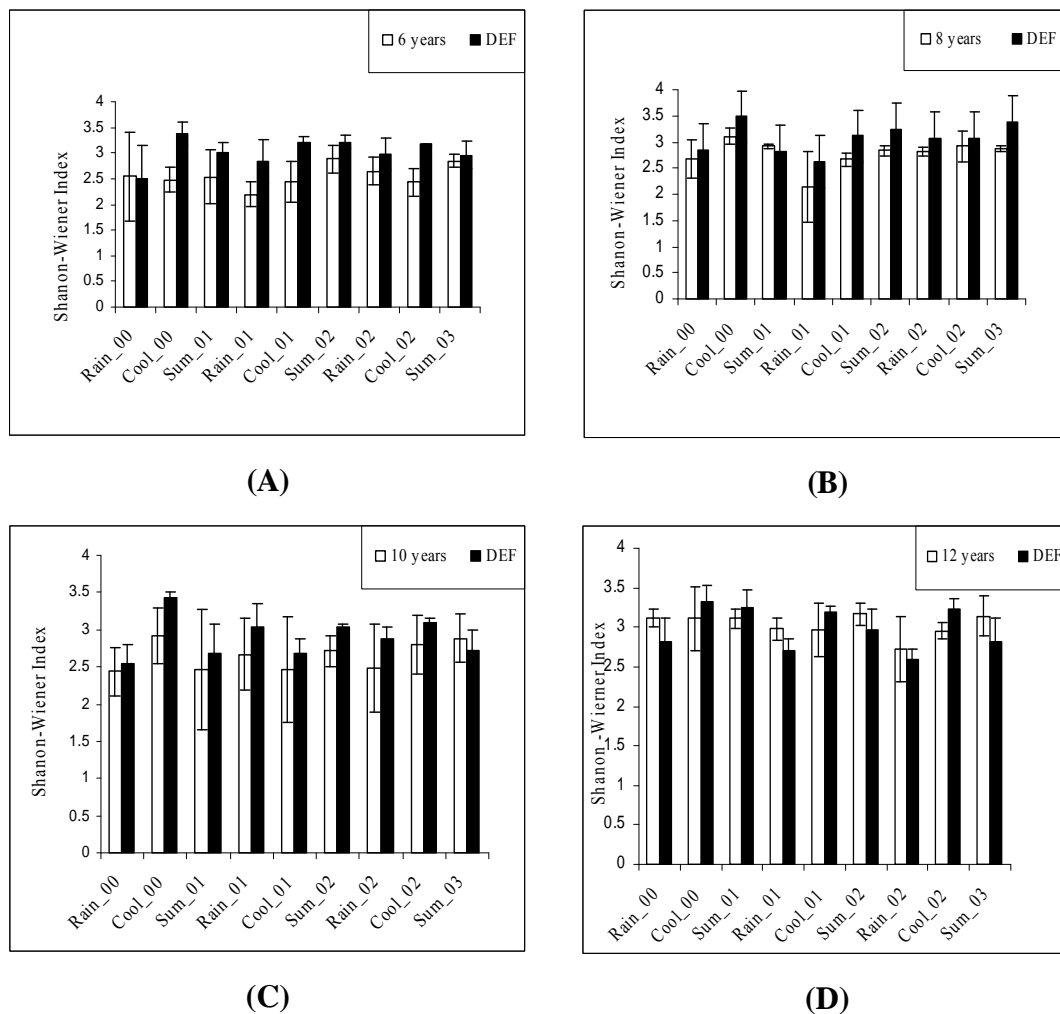 6 years DEF
4
3.5
3
2.5
2
1.5
1
0.5
0
Shanon-Wiener Index
Rain_00 Cool_00 Sum_01 Rain_01 Cool_01 Sum_02 Rain_02 Cool_02 Sum_03
(A)
8 years DEF
4
3.5
3
2.5
2
1.5
1
0.5
0
Shanon-Wiener Index
Rain_00 Cool_00 Sum_01 Rain_01 Cool_01 Sum_02 Rain_02 Cool_02 Sum_03
(B)
10 years DEF
4
3.5
3
2.5
2
1.5
1
0.5
0
Shanon-Wiener Index
Rain_00 Cool_00 Sum_01 Rain_01 Cool_01 Sum_02 Rain_02 Cool_02 Sum_03
(C)
12 years DEF
4
3.5
3
2.5
2
1.5
1
0.5
0
Shanon-Wierner Index
Rain_00 Cool_00 Sum_01 Rain_01 Cool_01 Sum_02 Rain_02 Cool_02 Sum_03
(D)